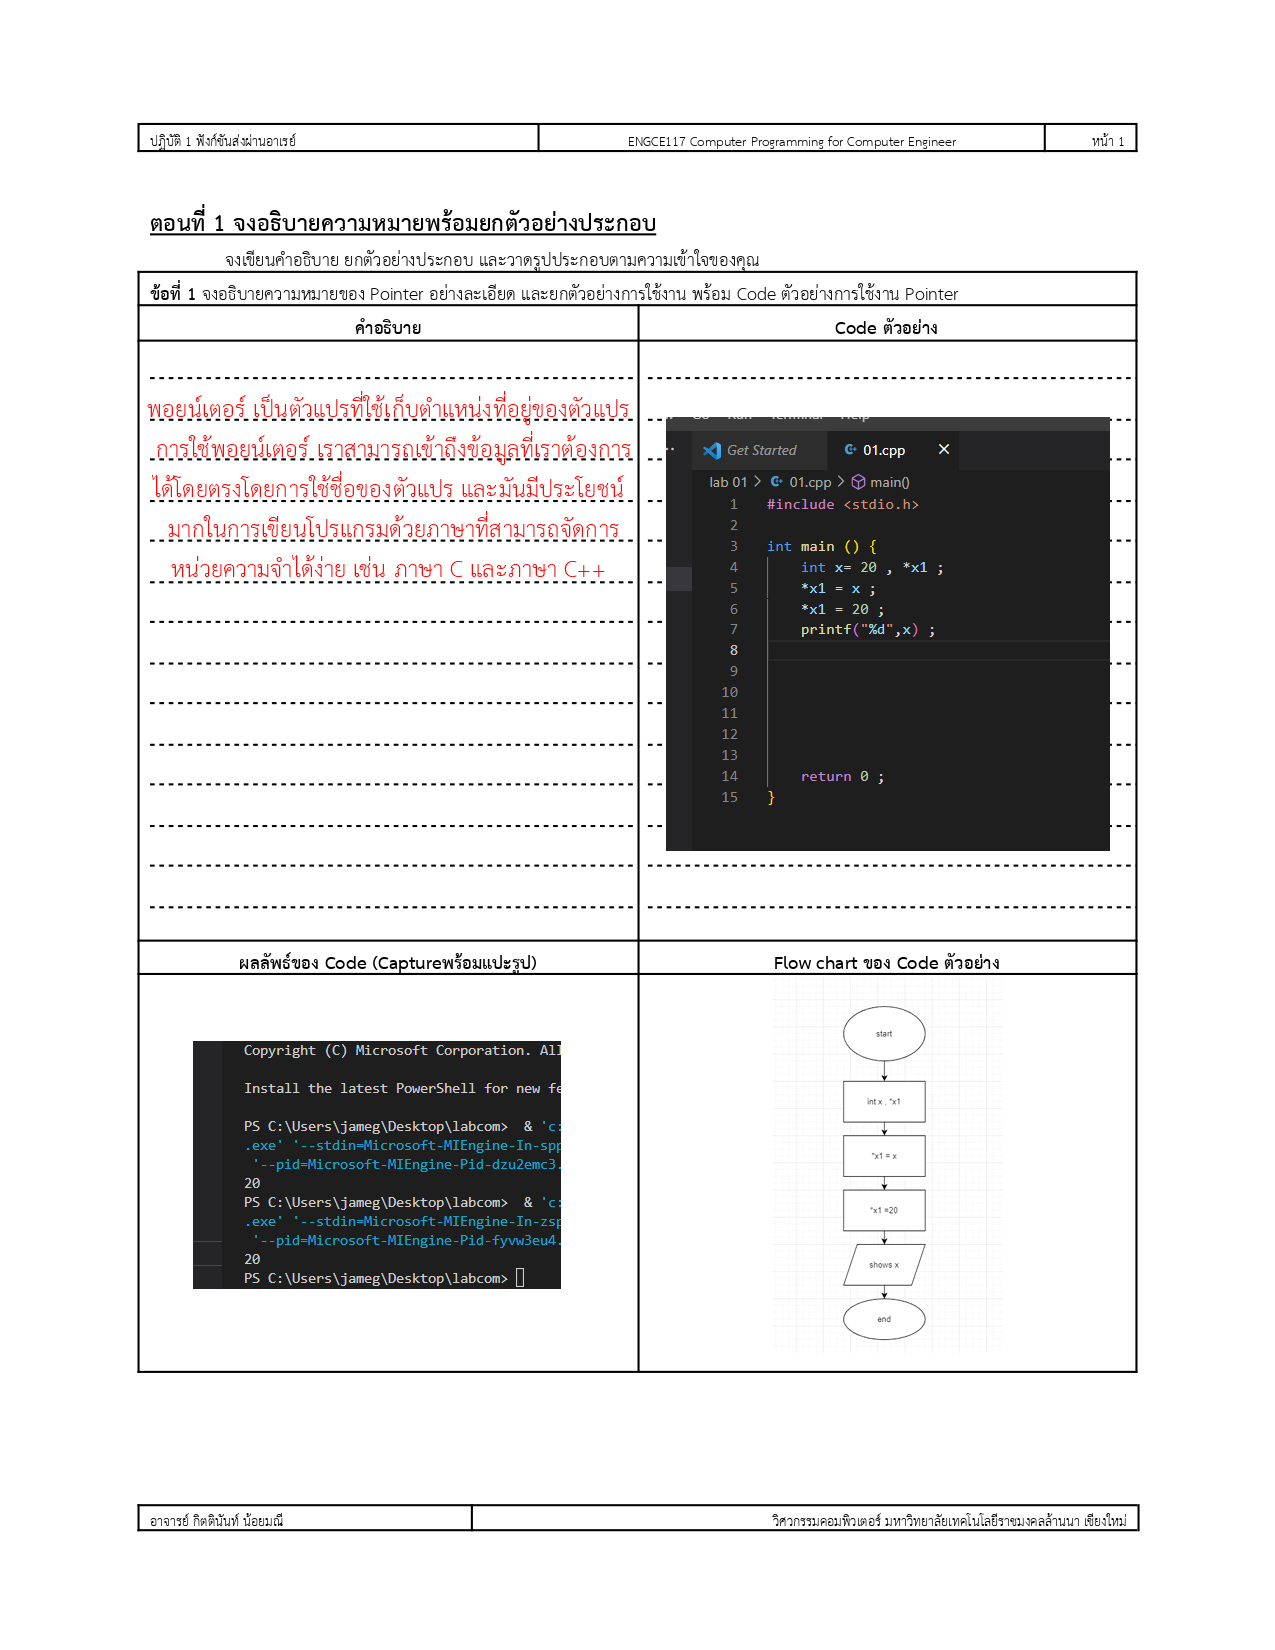 ปฏิบัติ 1 ฟังก์ชันส่งผ่านอาเรย์ ENGCE117 Computer Programming for Computer Engineer หน้า 1
ตอนที่ 1 จงอธิบายความหมายพร้อมยกตัวอย่างประกอบ
จงเขียนคำอธิบาย ยกตัวอย่างประกอบ และวาดรูปประกอบตามความเข้าใจของคุณ
ข้อที่ 1 จงอธิบายความหมายของ Pointer อย่างละเอียด และยกตัวอย่างการใช้งาน พร้อม Code ตัวอย่างการใช้งาน Pointer
คำอธิบาย
พอยน์เตอร์ เป็นตัวแปรที่ใช้เก็บตำแหน่งที่อยู่ของตัวแปร
การใช้พอยน์เตอร์ เราสามารถเข้าถึงข้อมูลที่เราต้องการ
ได้โดยตรงโดยการใช้ชื่อของตัวแปร และมันมีประโยชน์
มากในการเขียนโปรแกรมด้วยภาษาที่สามารถจัดการ
หน่วยความจำได้ง่าย เช่น ภาษา C และภาษา C++
Code ตัวอย่าง
Get Started 01.cpp
lab 01 > 01.cpp > main()
1 #include <stdio.h>
2
3 int main () {
4 int x= 20 , *x1 ;
5 *x1 = x ;
6 *x1 = 20 ;
7 printf("%d",x) ;
8
9
10
11
12
13
14 return 0 ;
15 }
ผลลัพธ์ของ Code (Captureพร้อมแปะรูป)
Copyright (C) Microsoft Corporation. All
Install the latest PowerShell for new fe
PS C:\Users\jameg\Desktop\labcom> & 'c:
.exe' '--stdin=Microsoft-MIEngine-In-spp
'--pid=Microsoft-MIEngine-Pid-dzu2emc3.
20
PS C:\Users\jameg\Desktop\labcom> & 'c:
.exe' '--stdin=Microsoft-MIEngine-In-zsp
'--pid=Microsoft-MIEngine-Pid-fyvw3eu4.
20
PS C:\Users\jameg\Desktop\labcom>
Flow chart ของ Code ตัวอย่าง
start
int x , *x1
*x1 = x
*x1 =20
shows x
end
อาจารย์ กิตตินันท์ น้อยมณี วิศวกรรมคอมพิวเตอร์ มหาวิทยาลัยเทคโนโลยีราชมงคลล้านนา เชียงใหม่